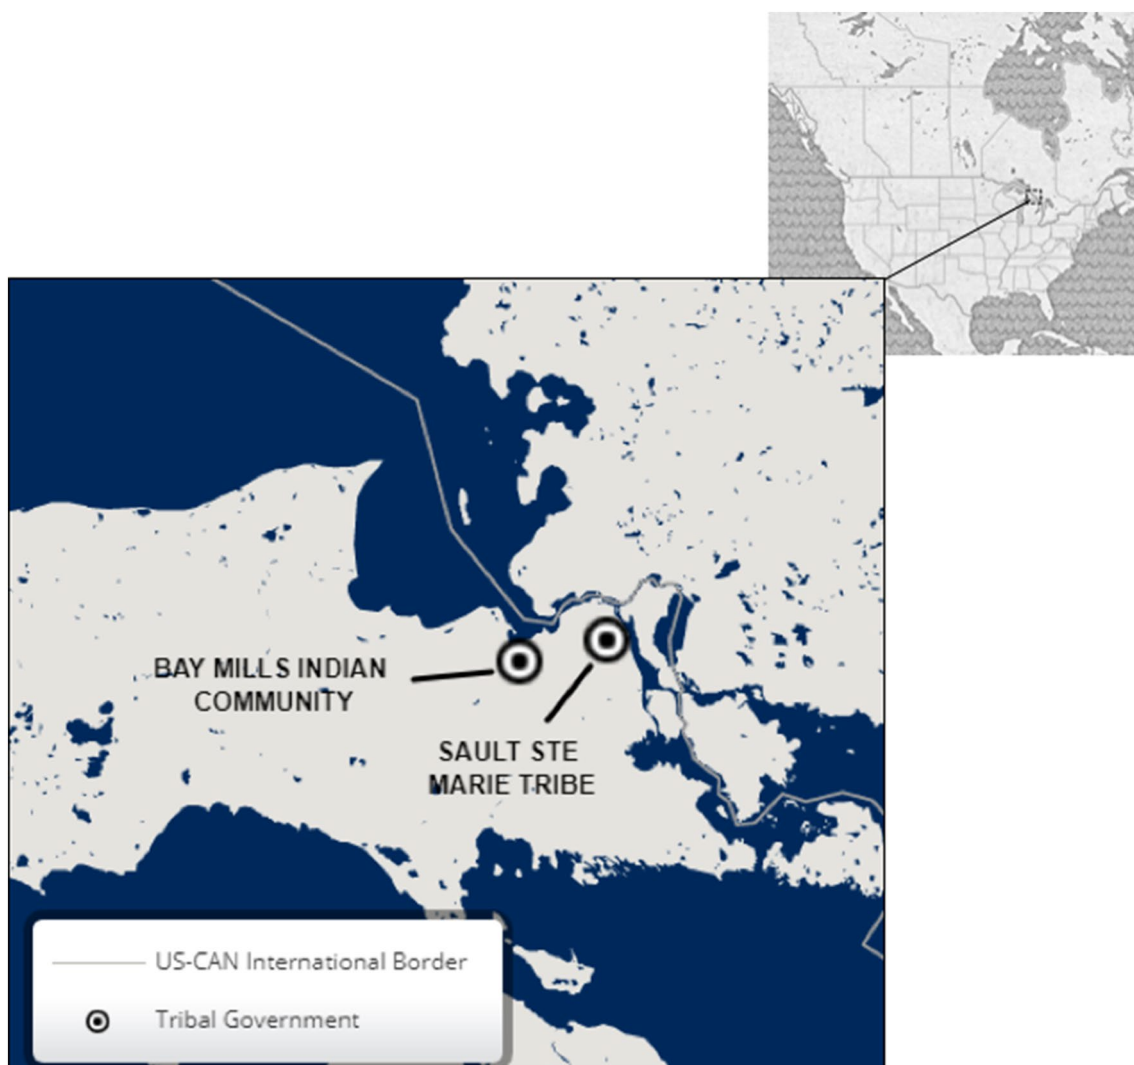 BAY MILLS INDIAN
COMMUNITY
SAULT STE
MARIE TRIBE
US-CAN International Border
Tribal Government